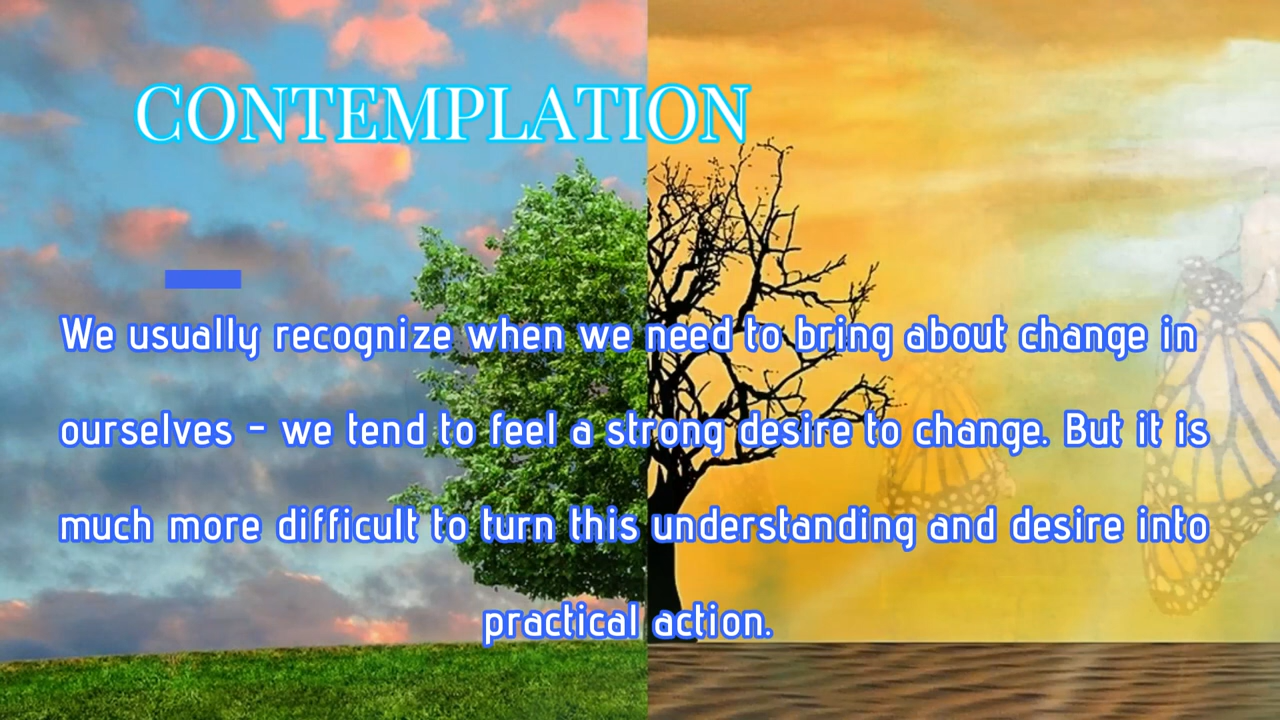 CONTEMPLATION
We usually recognize when we need to bring about change in
ourselves - we tend to feel a strong desire to change. But it is
much more difficult to turn this understanding and desire into
practical action.